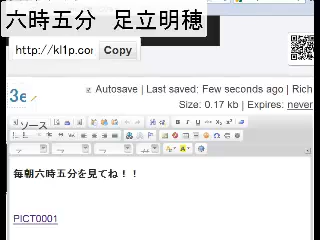 六時五分 足立明穂
http://kl1p.cor
Copy
3e
Autosave | Last saved: Few seconds ago | Rich
Size: 0.17 kb | Expires: never
ソース
毎朝六時五分を見てね！！
PICT0001